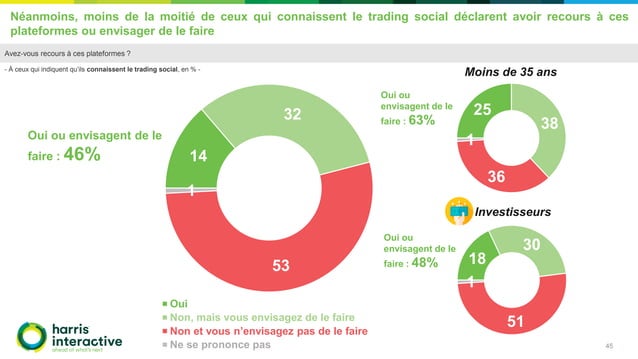 Néanmoins, moins de la moitié de ceux qui connaissent le trading social déclarent avoir recours à ces
plateformes ou envisager de le faire
Avez-vous recours à ces plateformes ?
- À ceux qui indiquent qu'ils connaissent le trading social, en % -
Oui ou envisagent de le
faire : 46%
32
14
1
53
Moins de 35 ans
Oui ou
envisagent de le
faire : 63%
25
38
1
36
Investisseurs
Oui ou
envisagent de le
faire : 48%
18
30
1
51
Oui
Non, mais vous envisagez de le faire
Non et vous n'envisagez pas de le faire
Ne se prononce pas
harris
interactive
ahead of what's next
45